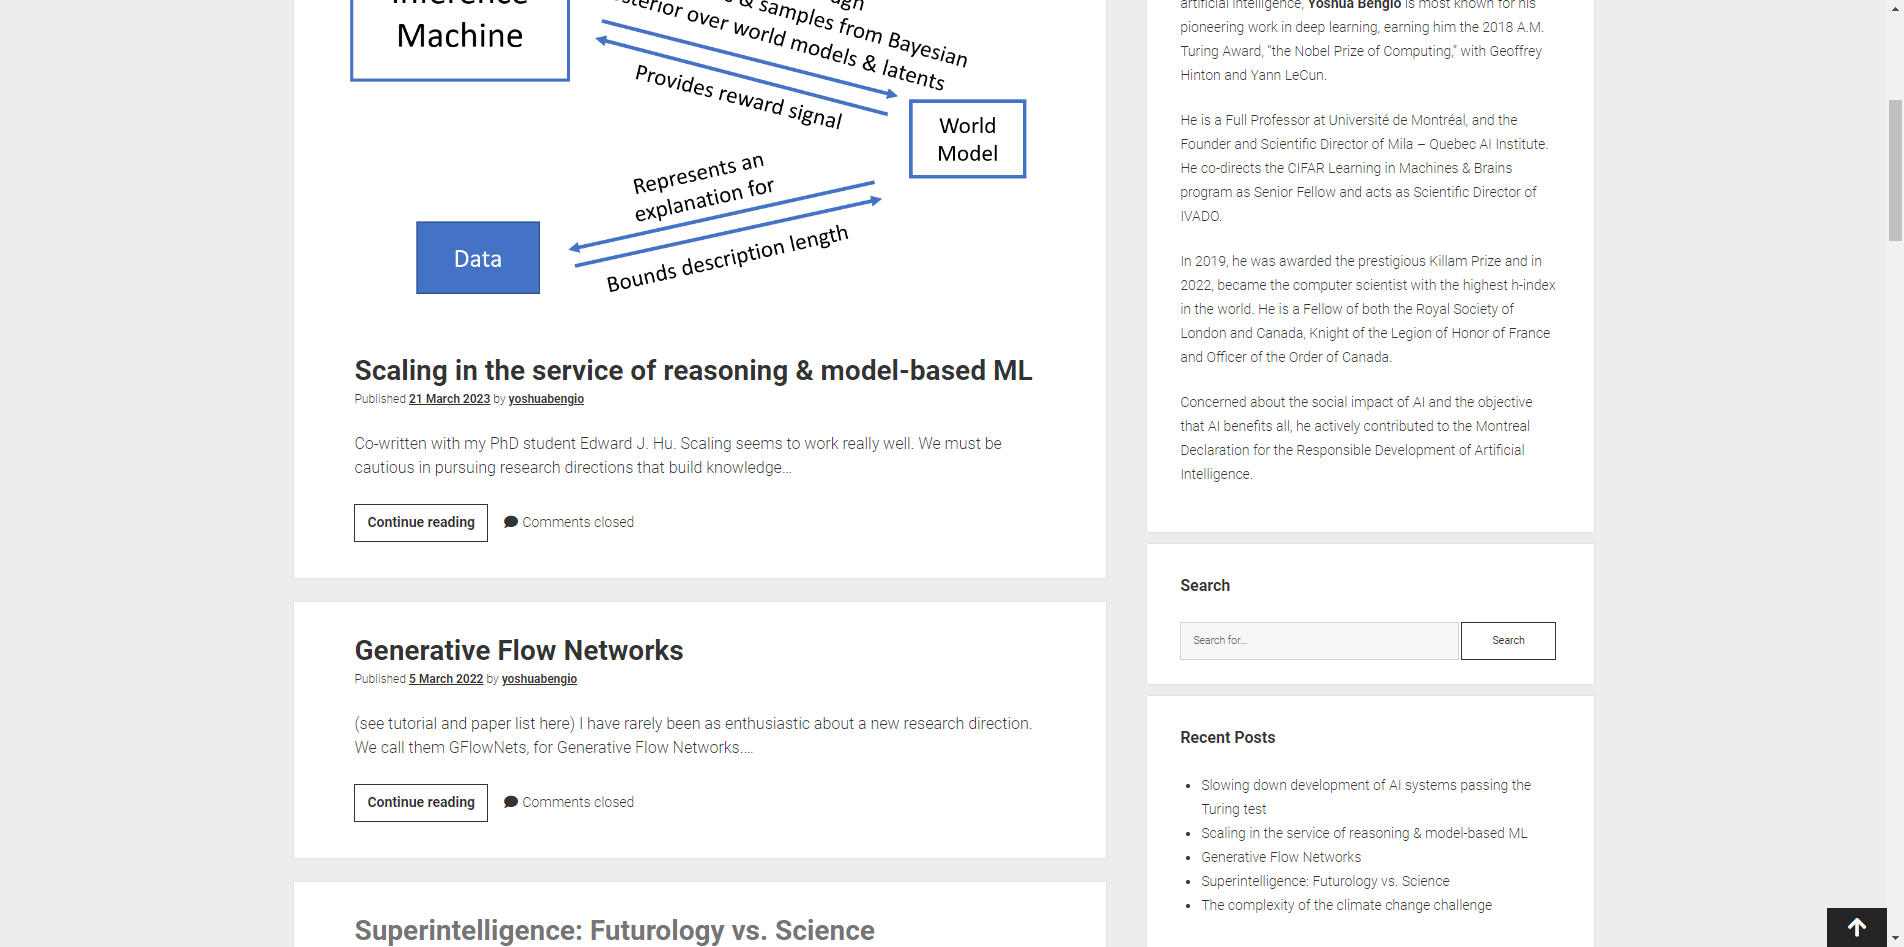 Machine
& samples from Bayesian
posterior over world models & latents
Provides reward signal
World
Model
Represents an
explanation for
Data
Bounds description length
Scaling in the service of reasoning & model-based ML
Published 21 March 2023 by yoshuabengio
Co-written with my PhD student Edward J. Hu. Scaling seems to work really well. We must be
cautious in pursuing research directions that build knowledge…
Continue reading
Comments closed
Generative Flow Networks
Published 5 March 2022 by yoshuabengio
(see tutorial and paper list here) I have rarely been as enthusiastic about a new research direction.
We call them GFlowNets, for Generative Flow Networks.…
Continue reading
Comments closed
Superintelligence: Futurology vs. Science
artificial intelligence, Yoshua Bengio is most known for his
pioneering work in deep learning, earning him the 2018 A.M.
Turing Award, “the Nobel Prize of Computing,” with Geoffrey
Hinton and Yann LeCun.
He is a Full Professor at Université de Montréal, and the
Founder and Scientific Director of Mila – Quebec AI Institute.
He co-directs the CIFAR Learning in Machines & Brains
program as Senior Fellow and acts as Scientific Director of
IVADO.
In 2019, he was awarded the prestigious Killam Prize and in
2022, became the computer scientist with the highest h-index
in the world. He is a Fellow of both the Royal Society of
London and Canada, Knight of the Legion of Honor of France
and Officer of the Order of Canada.
Concerned about the social impact of AI and the objective
that AI benefits all, he actively contributed to the Montreal
Declaration for the Responsible Development of Artificial
Intelligence.
Search
Search for...
Search
Recent Posts
Slowing down development of AI systems passing the
Turing test
Scaling in the service of reasoning & model-based ML
Generative Flow Networks
Superintelligence: Futurology vs. Science
The complexity of the climate change challenge